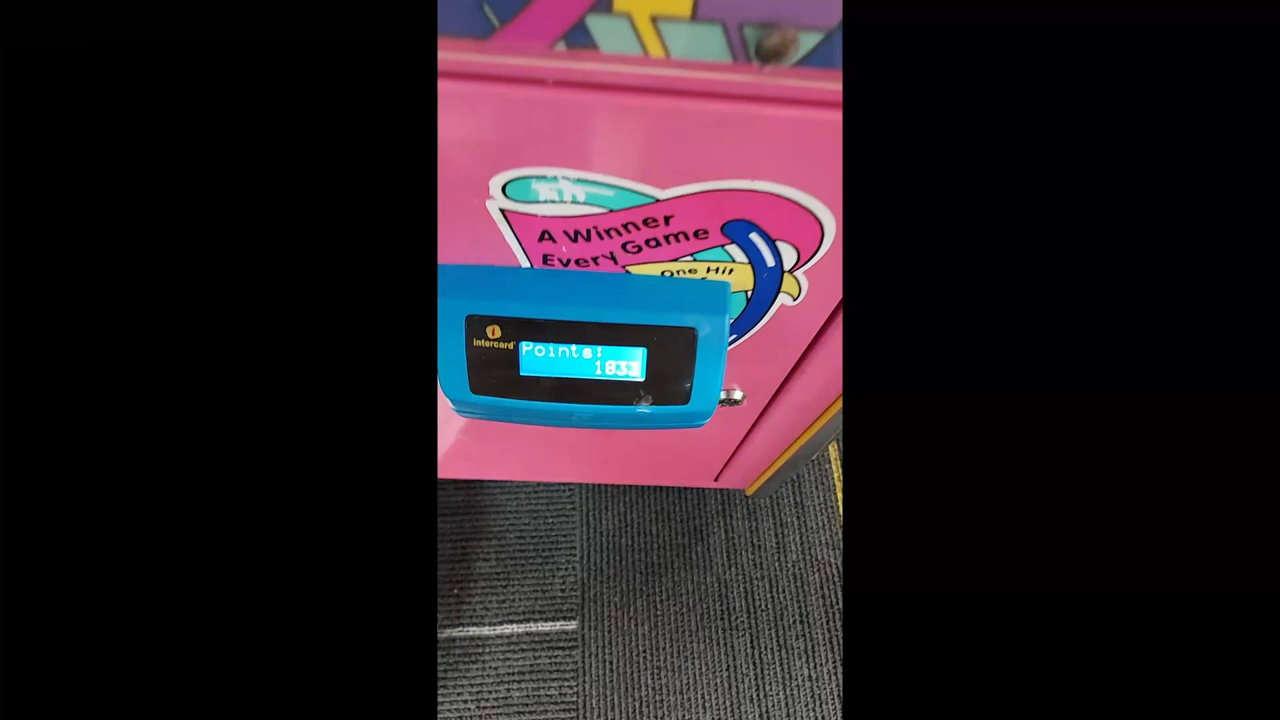 A Winner
Every Game
One Hit
intercard
Points:
1833